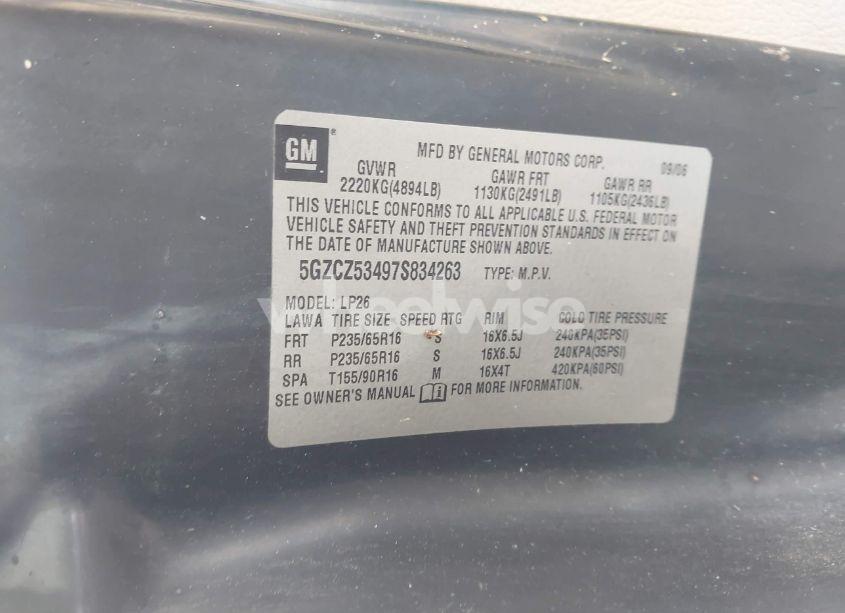 GM
MFD BY GENERAL MOTORS CORP. 09/06
GVWR GAWR FRT GAWR RR
2220KG(4894LB) 1130KG(2491LB) 1105KG(2436LB)
THIS VEHICLE CONFORMS TO ALL APPLICABLE U.S. FEDERAL MOTOR
VEHICLE SAFETY AND THEFT PREVENTION STANDARDS IN EFFECT ON
THE DATE OF MANUFACTURE SHOWN ABOVE.
5GZCZ53497S834263 TYPE: M.P.V.
MODEL: LP26
LAWA TIRE SIZE SPEED RTG RIM COLD TIRE PRESSURE
FRT P235/65R16 S 16X6.5J 240KPA(35PSI)
RR P235/65R16 S 16X6.5J 240KPA(35PSI)
SPA T155/90R16 M 16X4T 420KPA(60PSI)
SEE OWNER'S MANUAL FOR MORE INFORMATION.
wheelwise